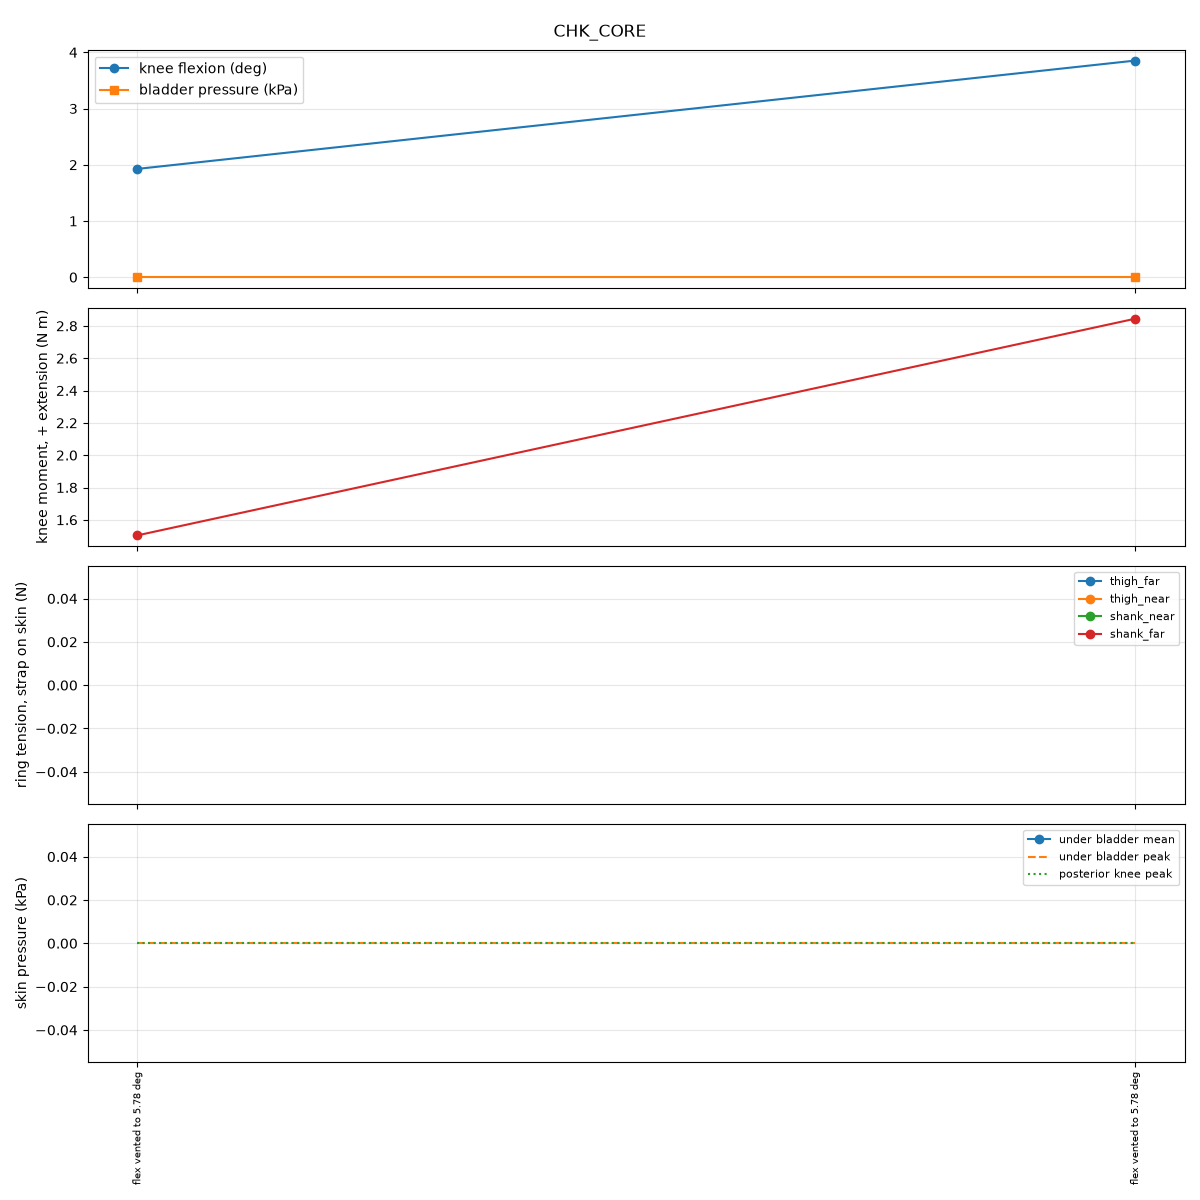 CHK_CORE
knee flexion (deg)
bladder pressure (kPa)
4
3
2
1
0
knee moment, + extension (N m)
2.8
2.6
2.4
2.2
2.0
1.8
1.6
ring tension, strap on skin (N)
0.04
0.02
0.00
−0.02
−0.04
thigh_far
thigh_near
shank_near
shank_far
skin pressure (kPa)
0.04
0.02
0.00
−0.02
−0.04
under bladder mean
under bladder peak
posterior knee peak
flex vented to 5.78 deg
flex vented to 5.78 deg